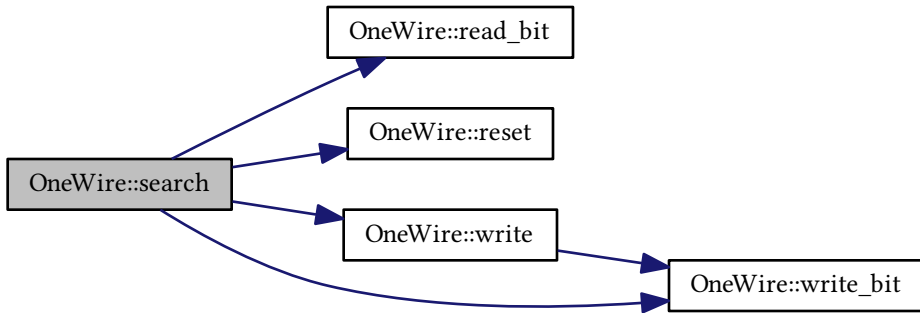 OneWire::read_bit
OneWire::reset
OneWire::search
OneWire::write
OneWire::write_bit